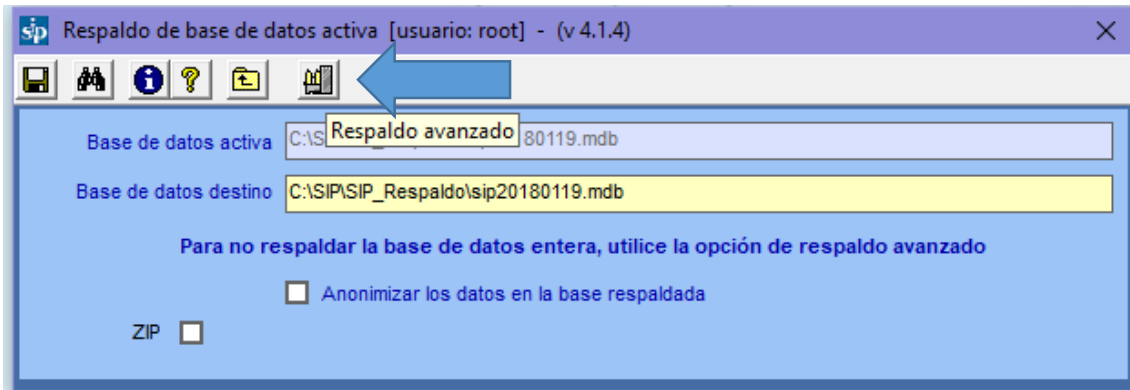 sip Respaldo de base de datos activa [usuario: root] - (v 4.1.4)
Respaldo avanzado
Base de datos activa C:\S 80119.mdb
Base de datos destino C:\SIP\SIP_Respaldo\sip20180119.mdb
Para no respaldar la base de datos entera, utilice la opción de respaldo avanzado
Anonimizar los datos en la base respaldada
ZIP